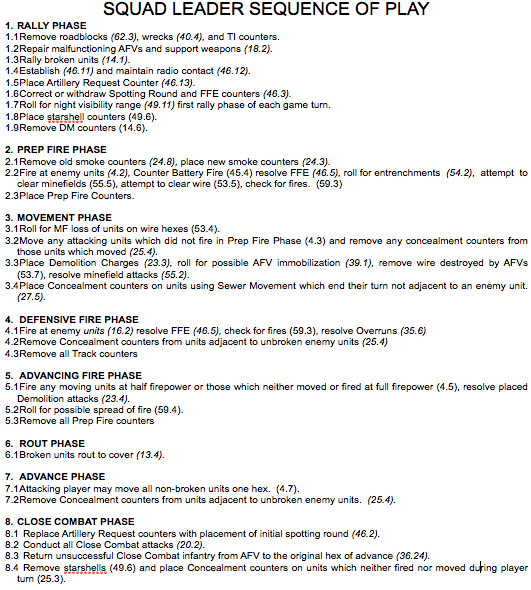 SQUAD LEADER SEQUENCE OF PLAY
1. RALLY PHASE
1.1Remove roadblocks (62.3), wrecks (40.4), and TI counters.
1.2Repair malfunctioning AFVs and support weapons (18.2).
1.3Rally broken units (14.1).
1.4Establish (46.11) and maintain radio contact (46.12).
1.5Place Artillery Request Counter (46.13).
1.6Correct or withdraw Spotting Round and FFE counters (46.3).
1.7Roll for night visibility range (49.11) first rally phase of each game turn.
1.8Place starshell counters (49.6).
1.9Remove DM counters (14.6).
2. PREP FIRE PHASE
2.1Remove old smoke counters (24.8), place new smoke counters (24.3).
2.2Fire at enemy units (4.2), Counter Battery Fire (45.4) resolve FFE (46.5), roll for entrenchments (54.2), attempt to
clear minefields (55.5), attempt to clear wire (53.5), check for fires. (59.3)
2.3Place Prep Fire Counters.
3. MOVEMENT PHASE
3.1Roll for MF loss of units on wire hexes (53.4).
3.2Move any attacking units which did not fire in Prep Fire Phase (4.3) and remove any concealment counters from
those units which moved (25.4).
3.3Place Demolition Charges (23.3), roll for possible AFV immobilization (39.1), remove wire destroyed by AFVs
(53.7), resolve minefield attacks (55.2).
3.4Place Concealment counters on units using Sewer Movement which end their turn not adjacent to an enemy unit.
(27.5).
4. DEFENSIVE FIRE PHASE
4.1Fire at enemy units (16.2) resolve FFE (46.5), check for fires (59.3), resolve Overruns (35.6)
4.2Remove Concealment counters from units adjacent to unbroken enemy units (25.4)
4.3Remove all Track counters
5. ADVANCING FIRE PHASE
5.1Fire any moving units at half firepower or those which neither moved or fired at full firepower (4.5), resolve placed
Demolition attacks (23.4).
5.2Roll for possible spread of fire (59.4).
5.3Remove all Prep Fire counters
6. ROUT PHASE
6.1Broken units rout to cover (13.4).
7. ADVANCE PHASE
7.1Attacking player may move all non-broken units one hex. (4.7).
7.2Remove Concealment counters from units adjacent to unbroken enemy units. (25.4).
8. CLOSE COMBAT PHASE
8.1 Replace Artillery Request counters with placement of initial spotting round (46.2).
8.2 Conduct all Close Combat attacks (20.2).
8.3 Return unsuccessful Close Combat infantry from AFV to the original hex of advance (36.24).
8.4 Remove starshells (49.6) and place Concealment counters on units which neither fired nor moved during player
turn (25.3).